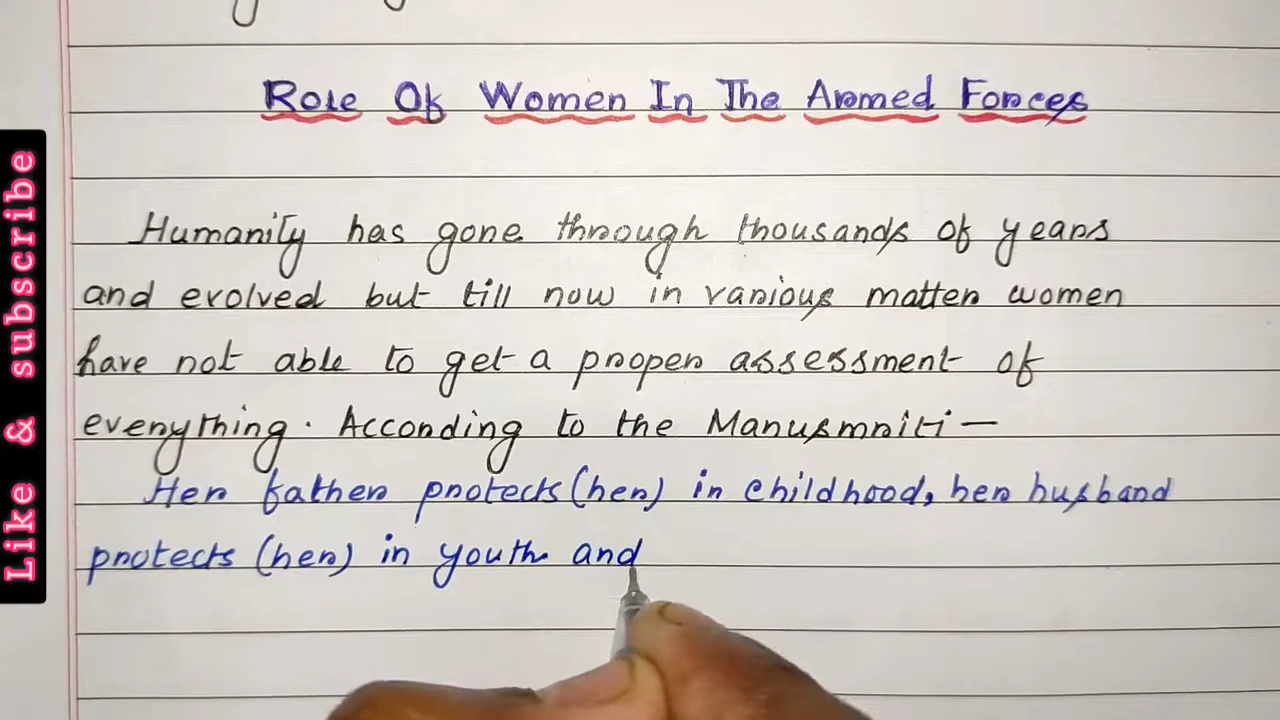 Like & subscribe
Role Of Women In The Armed Forces
Humanity has gone through thousands of years
and evolved but till now in various matter women
have not able to get a proper assessment of
everything. According to the Manusmriti —
Her father protects (her) in childhood, her husband
protects (her) in youth and